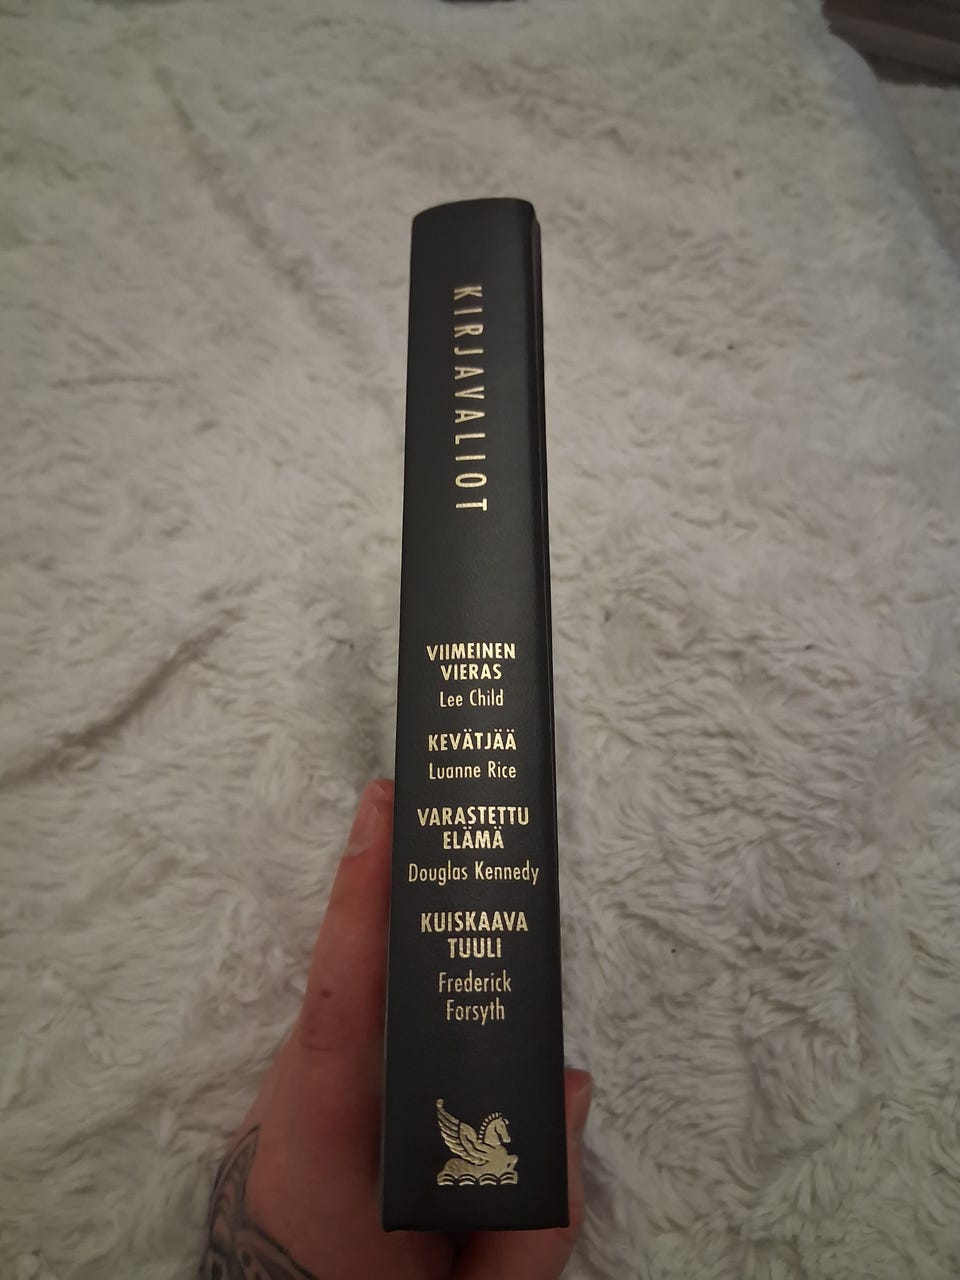 KIRJAVALIOT
VIIMEINEN
VIERAS
Lee Child
KEVÄTJÄÄ
Luanne Rice
VARASTETTU
ELÄMÄ
Douglas Kennedy
KUISKAAVA
TUULI
Frederick
Forsyth